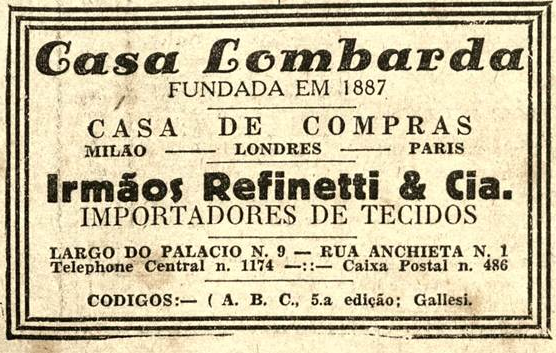 Casa Lombarda
FUNDADA EM 1887
CASA DE COMPRAS
MILÃO —— LONDRES —— PARIS
Irmãos Refinetti & Cia.
IMPORTADORES DE TECIDOS
LARGO DO PALACIO N. 9 — RUA ANCHIETA N. 1
Telephone Central n. 1174 —::— Caixa Postal n. 486
CODIGOS:— ( A. B. C., 5.a edição; Gallesi.